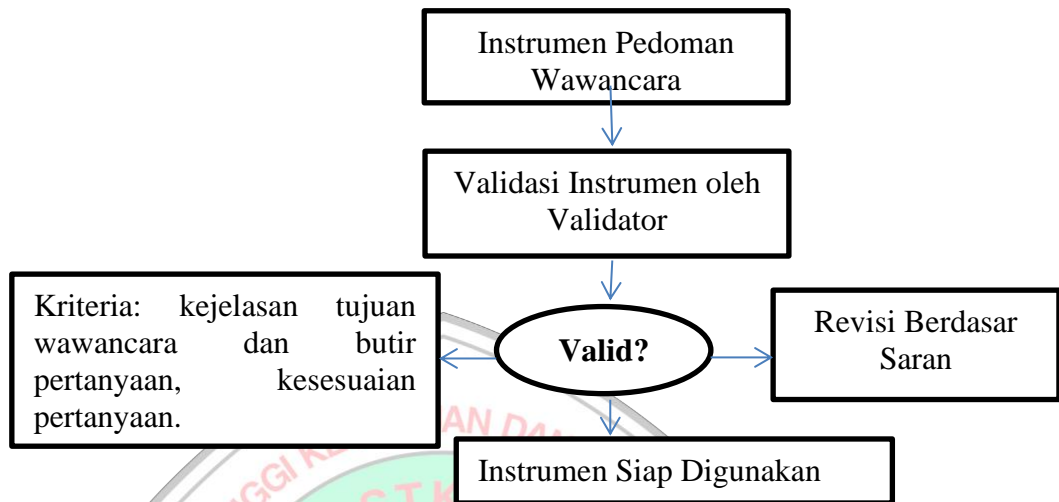 Instrumen Pedoman
Wawancara
Validasi Instrumen oleh
Validator
Kriteria: kejelasan tujuan
wawancara dan butir
pertanyaan, kesesuaian
pertanyaan.
Valid?
Revisi Berdasar
Saran
Instrumen Siap Digunakan